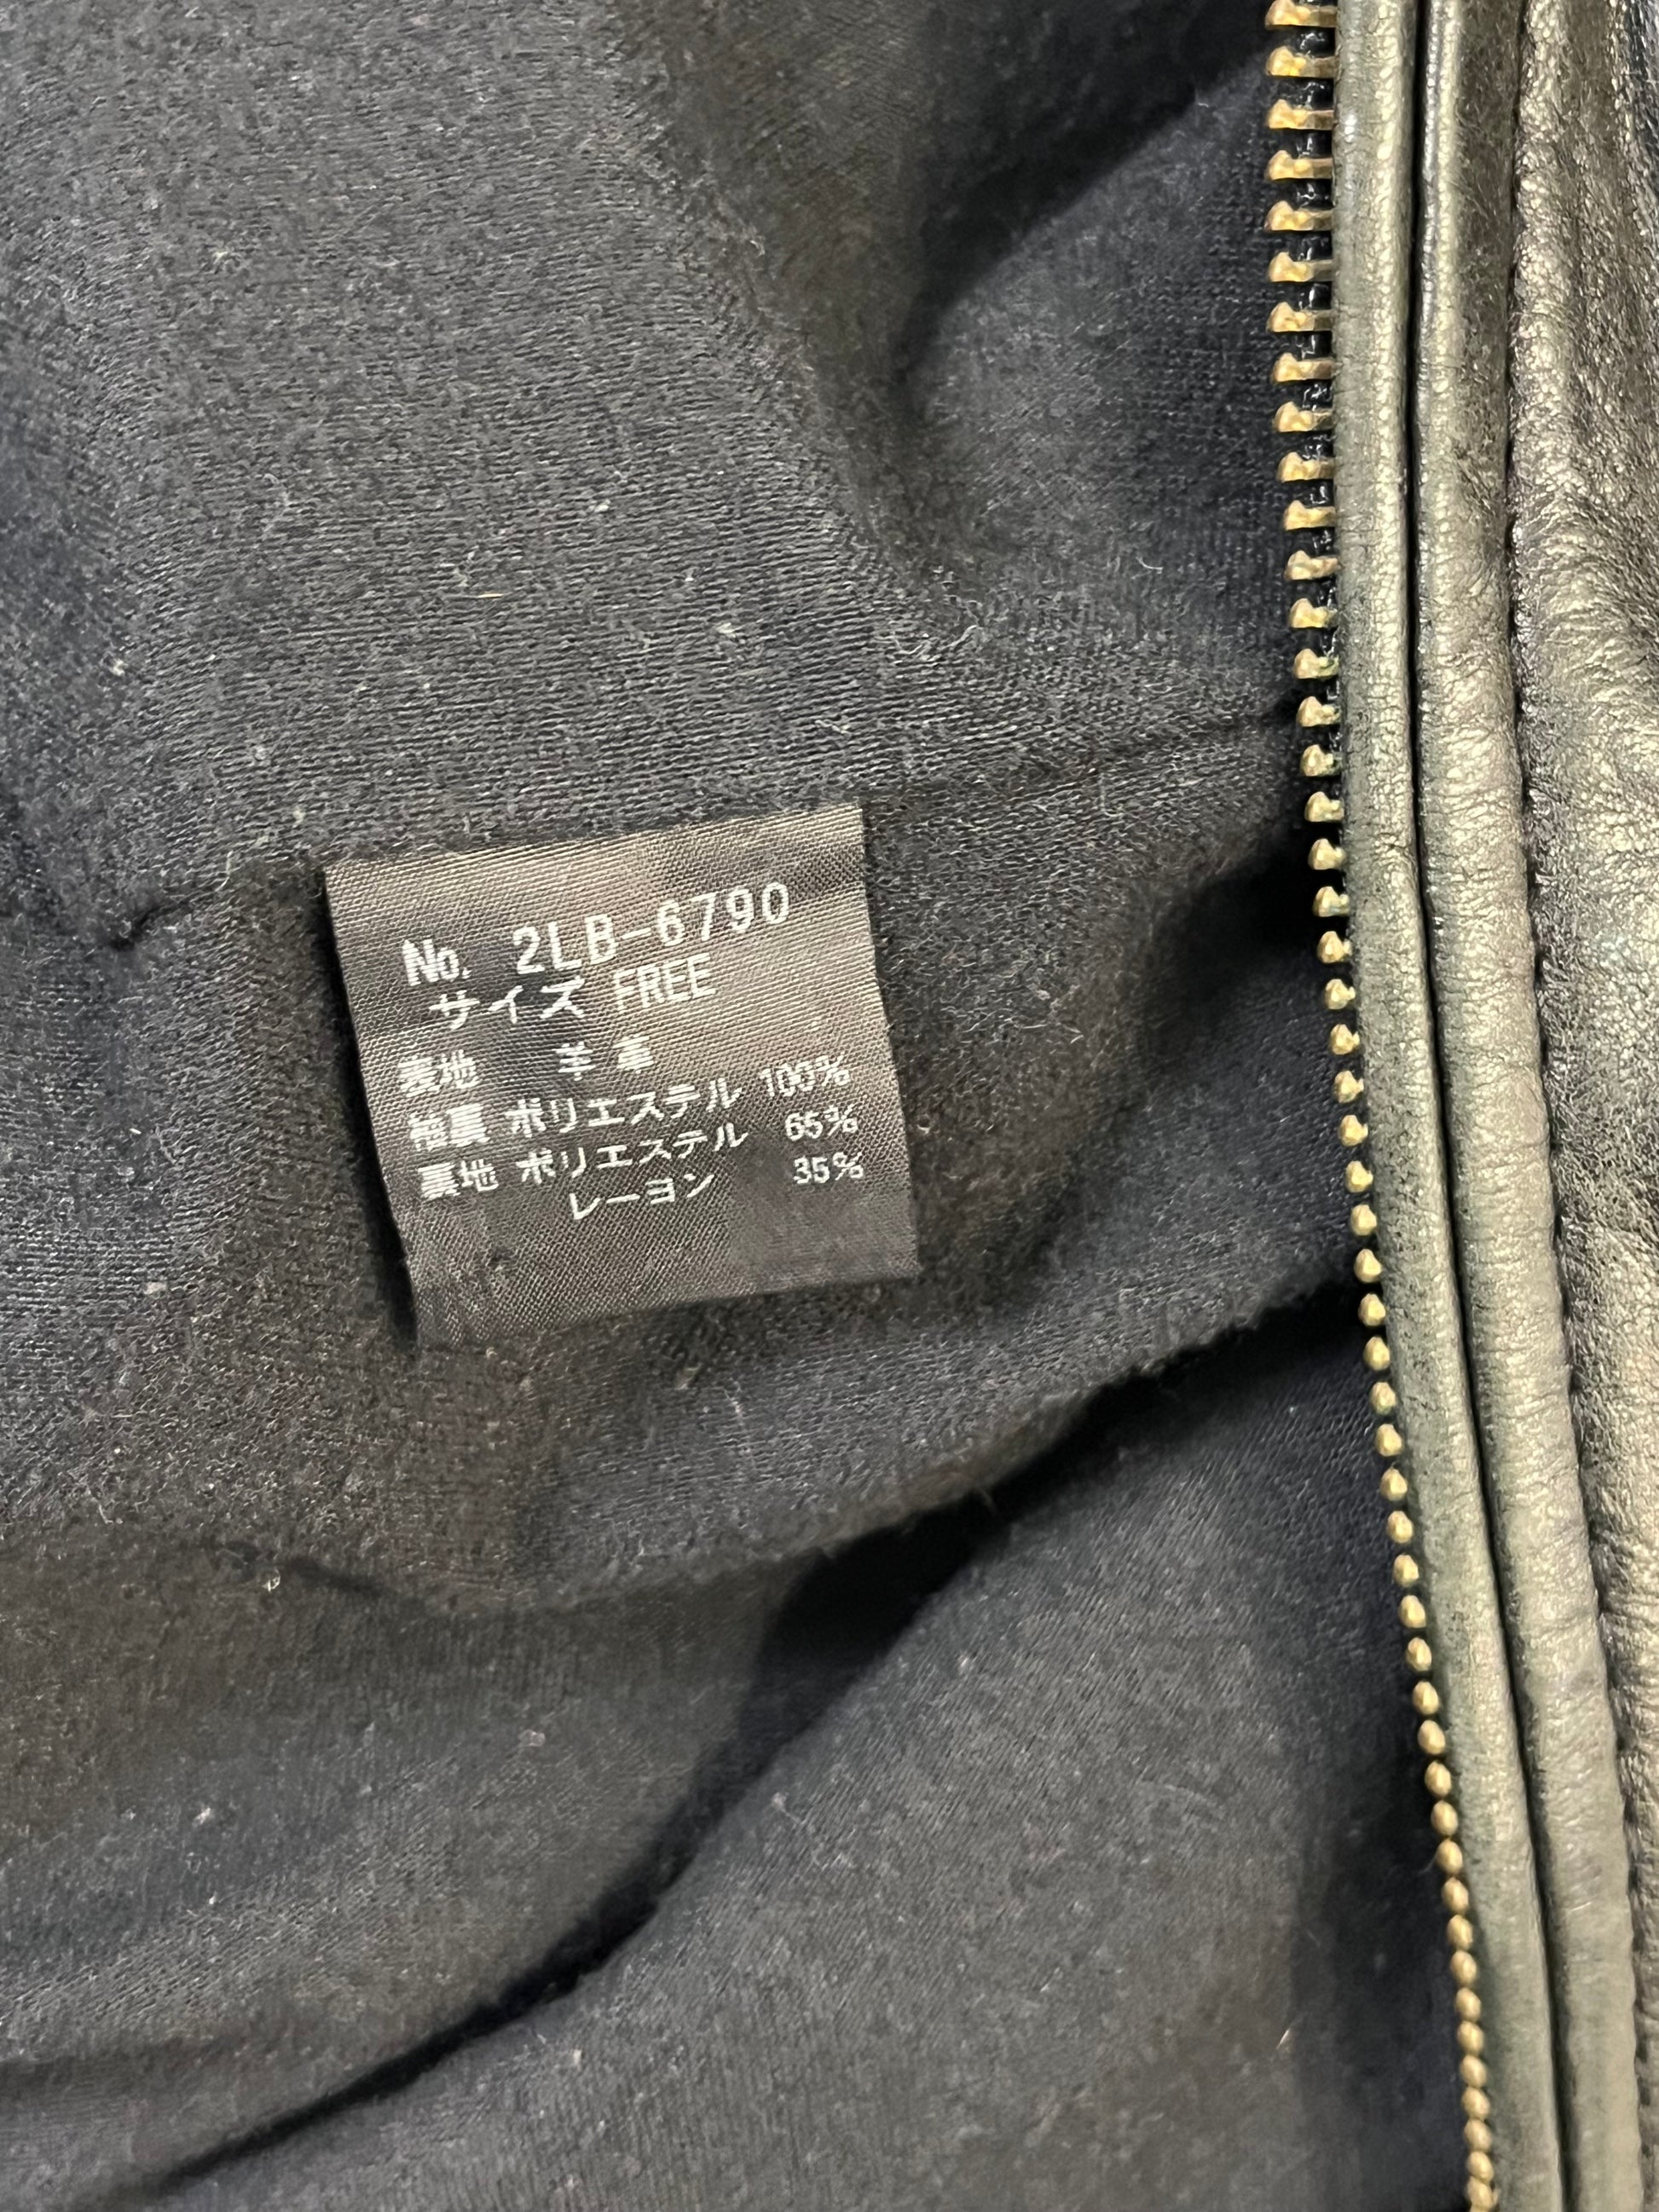 No. 2LB-6790
サイズ FREE
表地 羊革
袖裏 ポリエステル 100%
裏地 ポリエステル 65%
レーヨン 35%